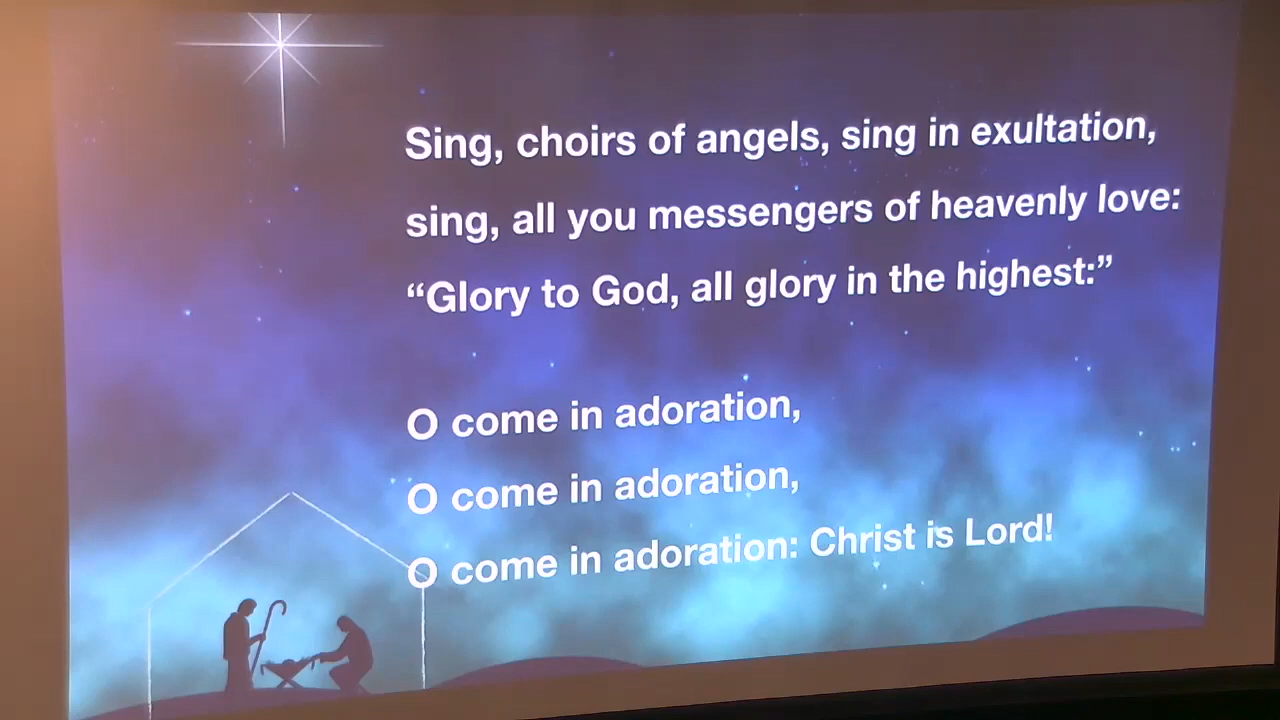 Sing, choirs of angels, sing in exultation,
sing, all you messengers of heavenly love:
“Glory to God, all glory in the highest:”
O come in adoration,
O come in adoration,
O come in adoration: Christ is Lord!